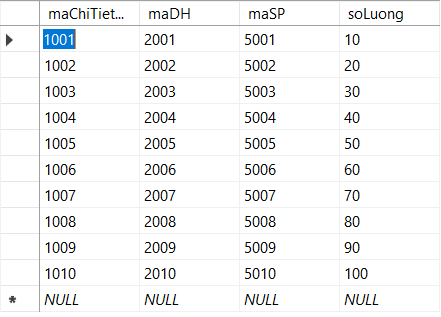 maChiTiet... maDH maSP soLuong
1001 2001 5001 10
1002 2002 5002 20
1003 2003 5003 30
1004 2004 5004 40
1005 2005 5005 50
1006 2006 5006 60
1007 2007 5007 70
1008 2008 5008 80
1009 2009 5009 90
1010 2010 5010 100
NULL NULL NULL NULL